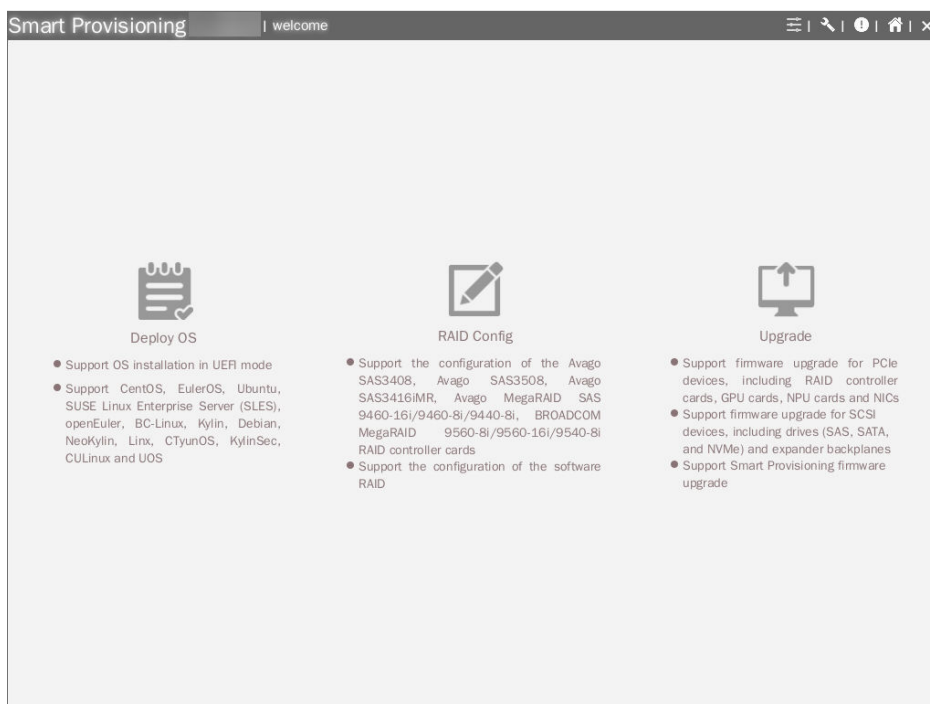 Smart Provisioning | welcome
Deploy OS
Support OS installation in UEFI mode
Support CentOS, EulerOS, Ubuntu,
SUSE Linux Enterprise Server (SLES),
openEuler, BC-Linux, Kylin, Debian,
NeoKylin, Linx, CTyunOS, KylinSec,
CULinux and UOS
RAID Config
Support the configuration of the Avago
SAS3408, Avago SAS3508, Avago
SAS3416iMR, Avago MegaRAID SAS
9460-16i/9460-8i/9440-8i, BROADCOM
MegaRAID 9560-8i/9560-16i/9540-8i
RAID controller cards
Support the configuration of the software
RAID
Upgrade
Support firmware upgrade for PCIe
devices, including RAID controller
cards, GPU cards, NPU cards and NICs
Support firmware upgrade for SCSI
devices, including drives (SAS, SATA,
and NVMe) and expander backplanes
Support Smart Provisioning firmware
upgrade